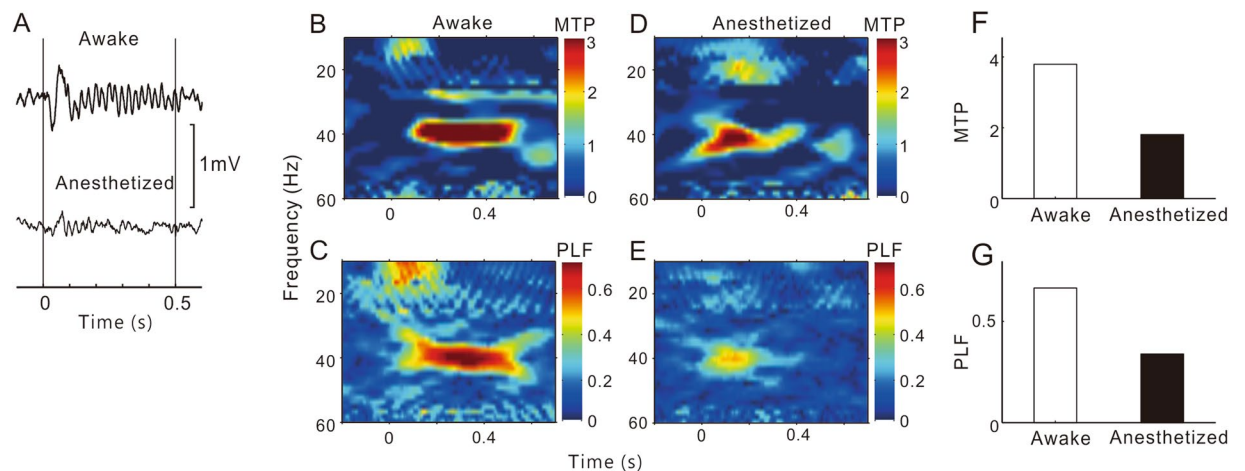 A
Awake
Anesthetized
1mV
0
0.5
Time (s)
B
Awake
MTP
3
2
1
0
20
40
60
0
0.4
D
Anesthetized
MTP
3
2
1
0
20
40
60
0
0.4
Frequency (Hz)
C
PLF
0.6
0.4
0.2
0
20
40
60
0
0.4
E
PLF
0.6
0.4
0.2
0
20
40
60
0
0.4
Time (s)
F
MTP
4
2
0
Awake
Anesthetized
G
PLF
0.5
0
Awake
Anesthetized